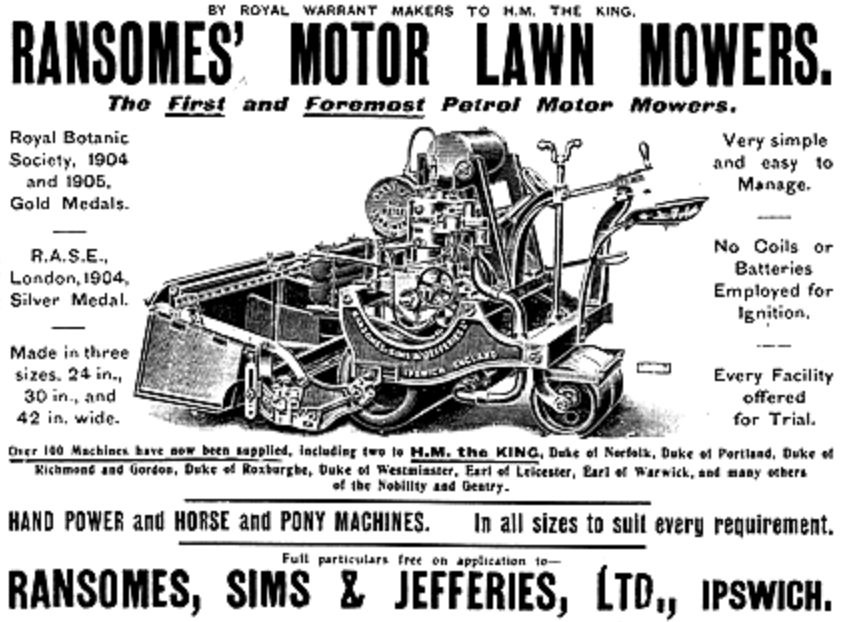 BY ROYAL WARRANT MAKERS TO H.M. THE KING.
RANSOMES' MOTOR LAWN MOWERS.
The First and Foremost Petrol Motor Mowers.
Royal Botanic
Society, 1904
and 1905,
Gold Medals.
R.A.S.E.,
London, 1904,
Silver Medal.
Made in three
sizes, 24 in.,
30 in., and
42 in. wide.
RANSOMES SIMS & JEFFERIES LD
IPSWICH ENGLAND
Very simple
and easy to
Manage.
No Coils or
Batteries
Employed for
Ignition.
Every Facility
offered
for Trial.
Over 100 Machines have now been supplied, including two to H.M. the KING, Duke of Norfolk, Duke of Portland, Duke of
Richmond and Gordon, Duke of Roxburghe, Duke of Westminster, Earl of Leicester, Earl of Warwick, and many others
of the Nobility and Gentry.
HAND POWER and HORSE and PONY MACHINES. In all sizes to suit every requirement.
Full particulars free on application to—
RANSOMES, SIMS & JEFFERIES, LTD., IPSWICH.